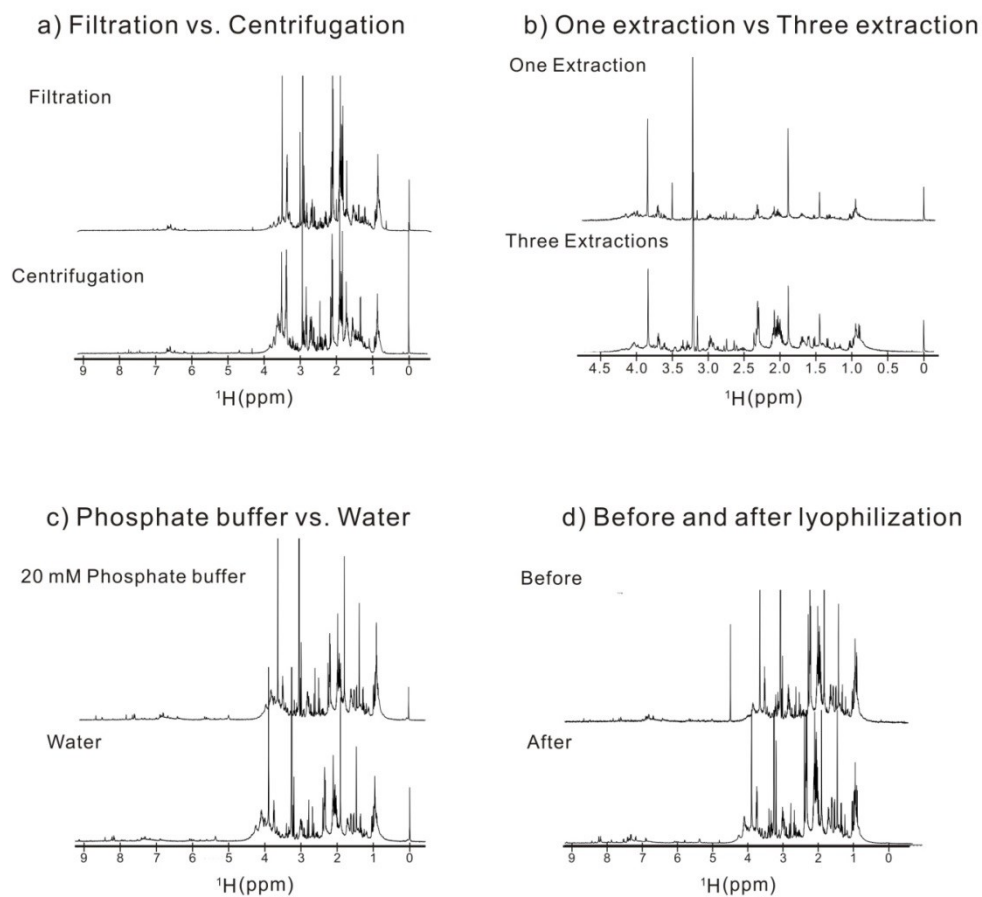 a) Filtration vs. Centrifugation
Filtration
Centrifugation
9 8 7 6 5 4 3 2 1 0
¹H(ppm)
b) One extraction vs Three extraction
One Extraction
Three Extractions
4.5 4.0 3.5 3.0 2.5 2.0 1.5 1.0 0.5 0
¹H(ppm)
c) Phosphate buffer vs. Water
20 mM Phosphate buffer
Water
9 8 7 6 5 4 3 2 1 0
¹H(ppm)
d) Before and after lyophilization
Before
After
9 8 7 6 5 4 3 2 1 0
¹H(ppm)